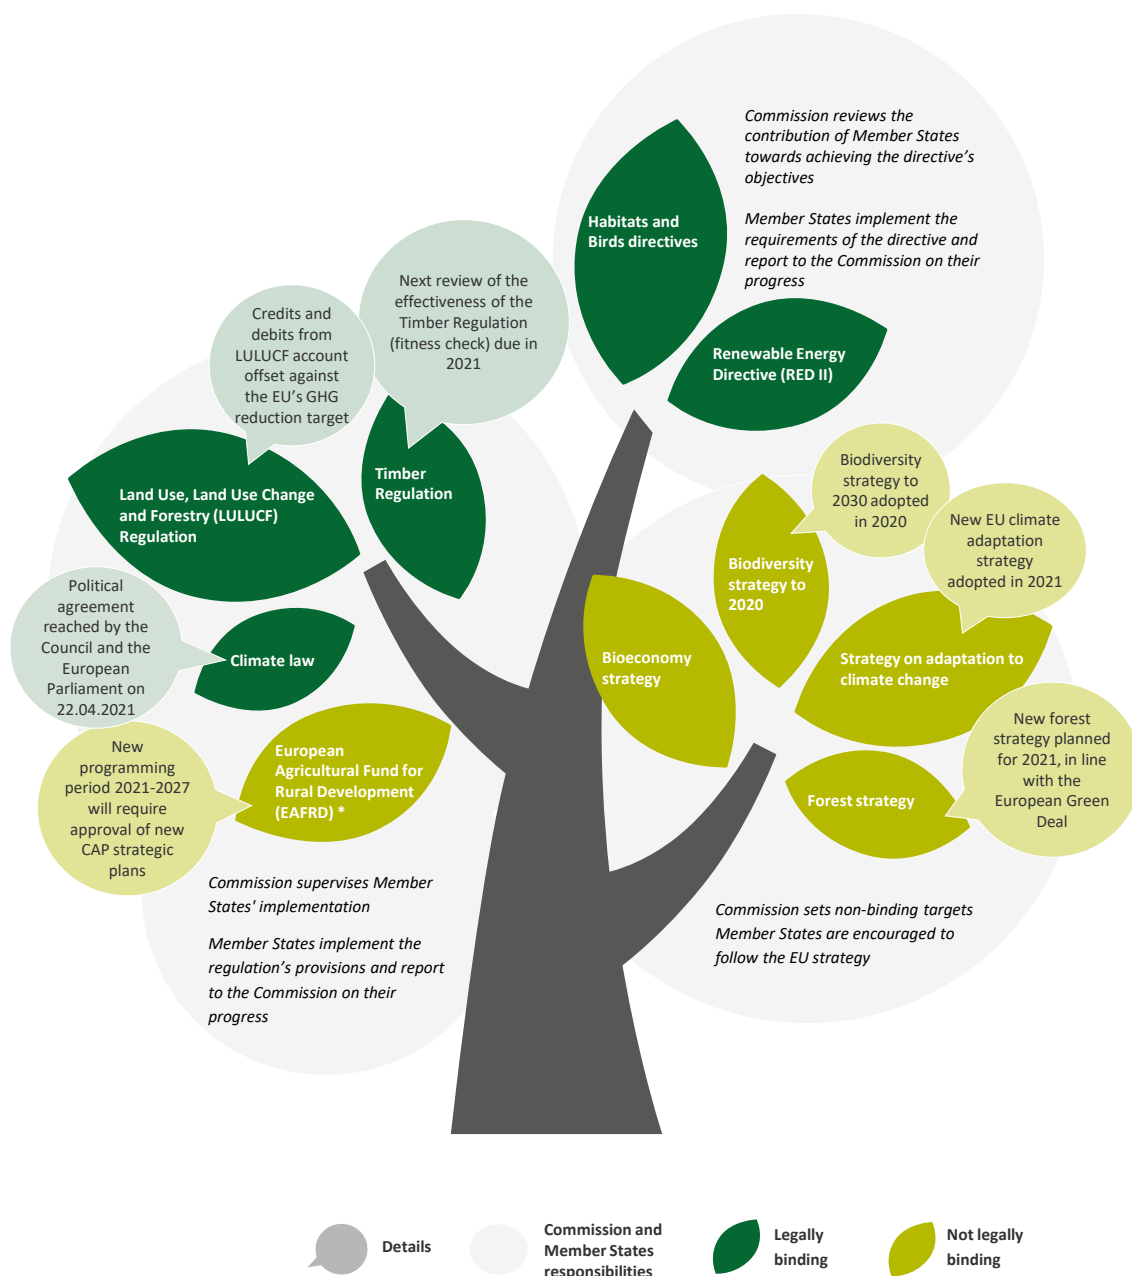 Commission reviews the
contribution of Member States
towards achieving the directive's
objectives
Member States implement the
requirements of the directive and
report to the Commission on their
progress
Habitats and
Birds directives
Renewable Energy
Directive (RED II)
Next review of the
effectiveness of the
Timber Regulation
(fitness check) due in
2021
Credits and
debits from
LULUCF account
offset against
the EU's GHG
reduction target
Timber
Regulation
Land Use, Land Use Change
and Forestry (LULUCF)
Regulation
Political
agreement
reached by the
Council and the
European
Parliament on
22.04.2021
Climate law
New
programming
period 2021-2027
will require
approval of new
CAP strategic
plans
European
Agricultural Fund for
Rural Development
(EAFRD) *
Commission supervises Member
States' implementation
Member States implement the
regulation's provisions and report
to the Commission on their
progress
Biodiversity
strategy to
2030 adopted
in 2020
New EU climate
adaptation
strategy
adopted in 2021
Biodiversity
strategy to
2020
Bioeconomy
strategy
Strategy on adaptation to
climate change
New forest
strategy planned
for 2021, in line
with the
European Green
Deal
Forest strategy
Commission sets non-binding targets
Member States are encouraged to
follow the EU strategy
Details
Commission and
Member States
responsibilities
Legally
binding
Not legally
binding